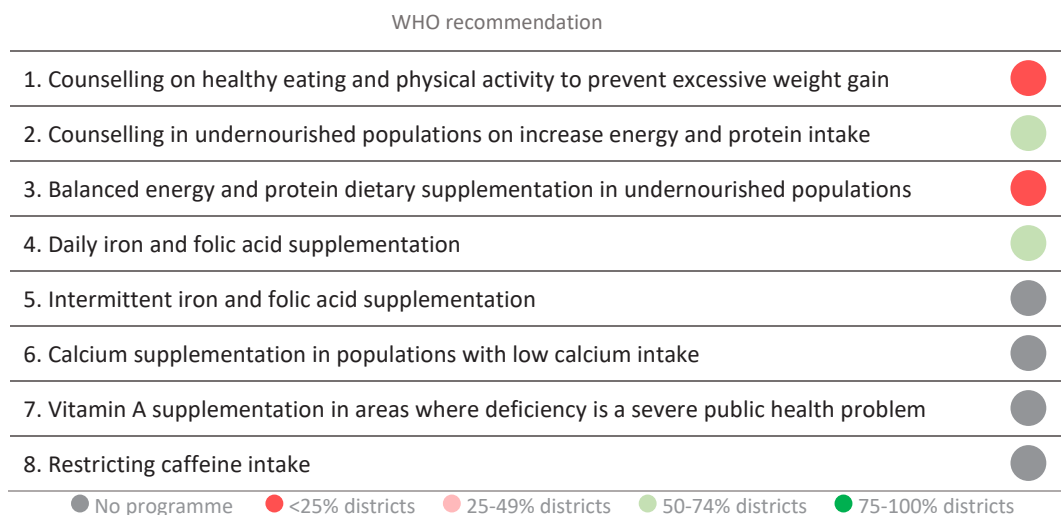 WHO recommendation
1. Counselling on healthy eating and physical activity to prevent excessive weight gain
2. Counselling in undernourished populations on increase energy and protein intake
3. Balanced energy and protein dietary supplementation in undernourished populations
4. Daily iron and folic acid supplementation
5. Intermittent iron and folic acid supplementation
6. Calcium supplementation in populations with low calcium intake
7. Vitamin A supplementation in areas where deficiency is a severe public health problem
8. Restricting caffeine intake
No programme <25% districts 25-49% districts 50-74% districts 75-100% districts